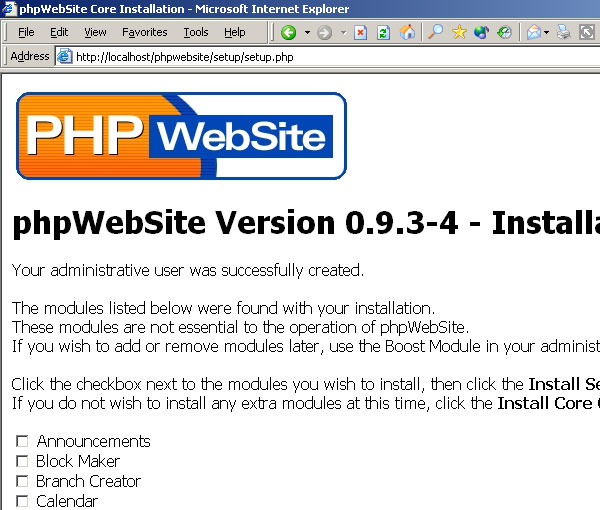 phpWebSite Core Installation - Microsoft Internet Explorer
File Edit View Favorites Tools Help
Address http://localhost/phpwebsite/setup/setup.php
PHP WebSite
phpWebSite Version 0.9.3-4 - Installa
Your administrative user was successfully created.
The modules listed below were found with your installation.
These modules are not essential to the operation of phpWebSite.
If you wish to add or remove modules later, use the Boost Module in your administ
Click the checkbox next to the modules you wish to install, then click the Install Se
If you do not wish to install any extra modules at this time, click the Install Core
Announcements
Block Maker
Branch Creator
Calendar